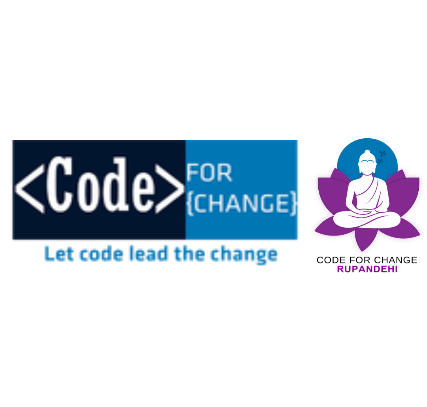 <Code> FOR
{CHANGE}
Let code lead the change
CODE FOR CHANGE
RUPANDEHI